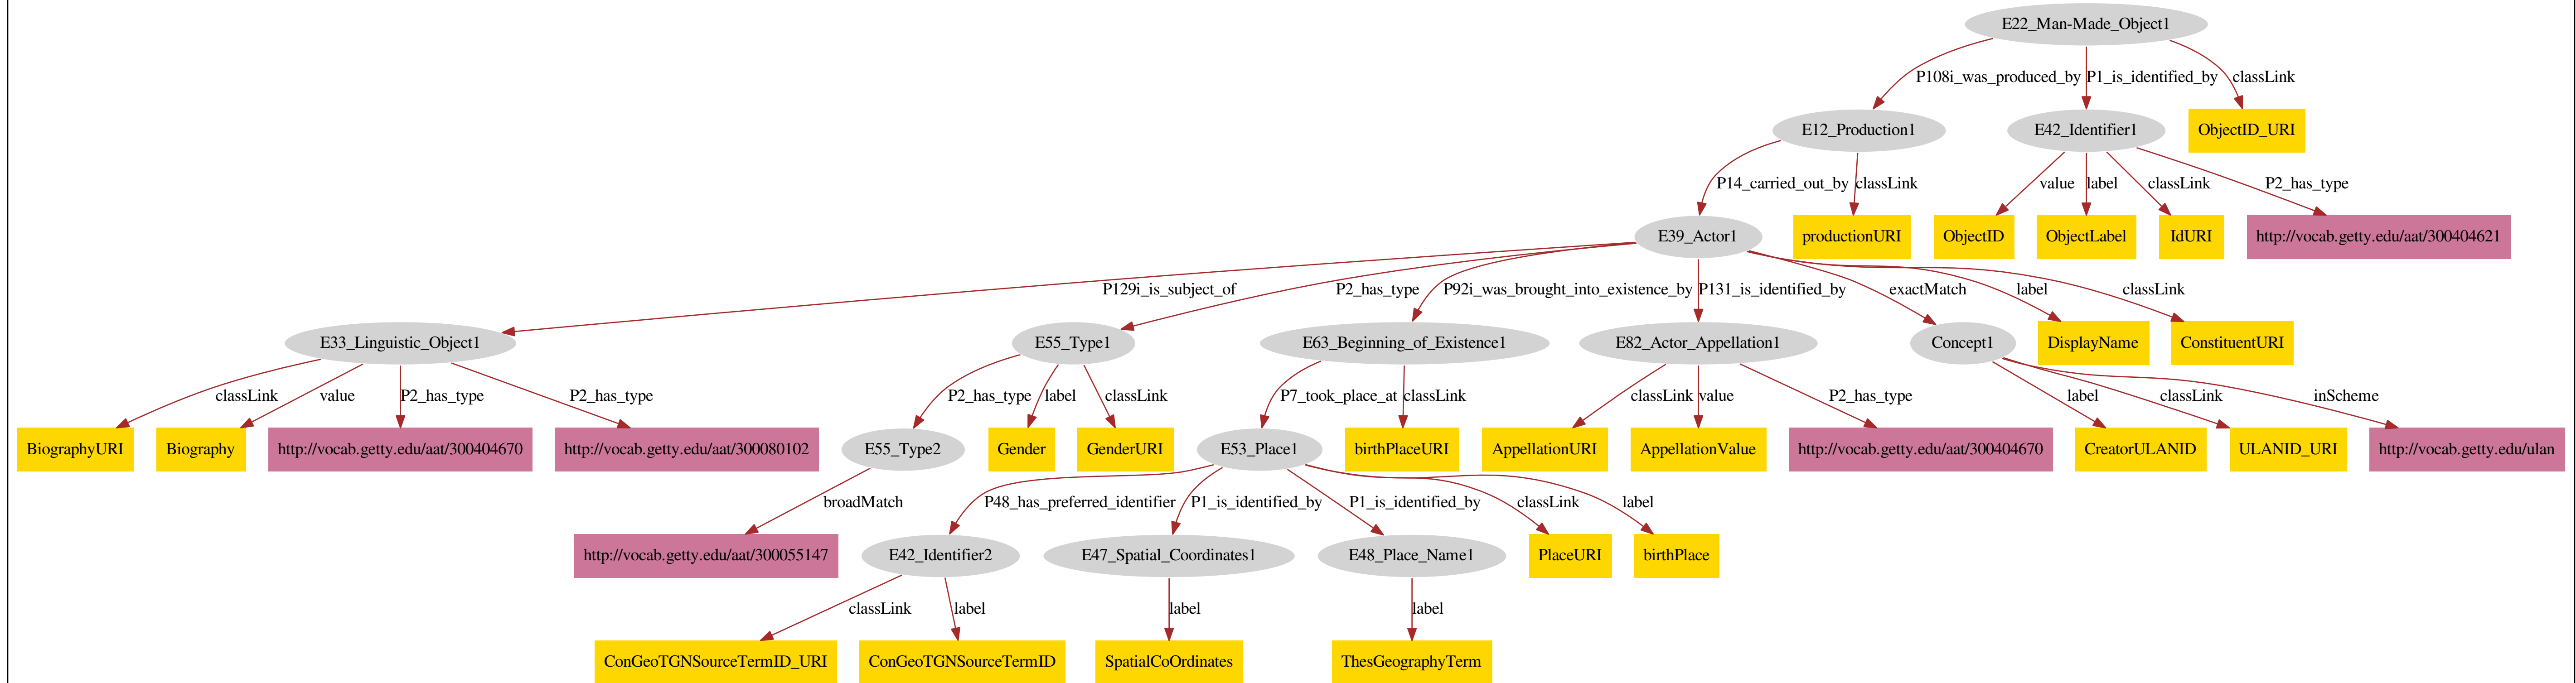 E22_Man-Made_Object1
P108i_was_produced_by
P1_is_identified_by
classLink
E12_Production1
E42_Identifier1
ObjectID_URI
P14_carried_out_by
classLink
value
label
classLink
P2_has_type
E39_Actor1
productionURI
ObjectID
ObjectLabel
IdURI
http://vocab.getty.edu/aat/300404621
P129i_is_subject_of
P2_has_type
P92i_was_brought_into_existence_by
P131_is_identified_by
exactMatch
label
classLink
E33_Linguistic_Object1
E55_Type1
E63_Beginning_of_Existence1
E82_Actor_Appellation1
Concept1
DisplayName
ConstituentURI
classLink
value
P2_has_type
P2_has_type
P2_has_type
label
classLink
P7_took_place_at
classLink
classLink
value
P2_has_type
label
classLink
inScheme
BiographyURI
Biography
http://vocab.getty.edu/aat/300404670
http://vocab.getty.edu/aat/300080102
E55_Type2
Gender
GenderURI
E53_Place1
birthPlaceURI
AppellationURI
AppellationValue
http://vocab.getty.edu/aat/300404670
CreatorULANID
ULANID_URI
http://vocab.getty.edu/ulan
broadMatch
P48_has_preferred_identifier
P1_is_identified_by
P1_is_identified_by
classLink
label
http://vocab.getty.edu/aat/300055147
E42_Identifier2
E47_Spatial_Coordinates1
E48_Place_Name1
PlaceURI
birthPlace
classLink
label
label
label
ConGeoTGNSourceTermID_URI
ConGeoTGNSourceTermID
SpatialCoOrdinates
ThesGeographyTerm